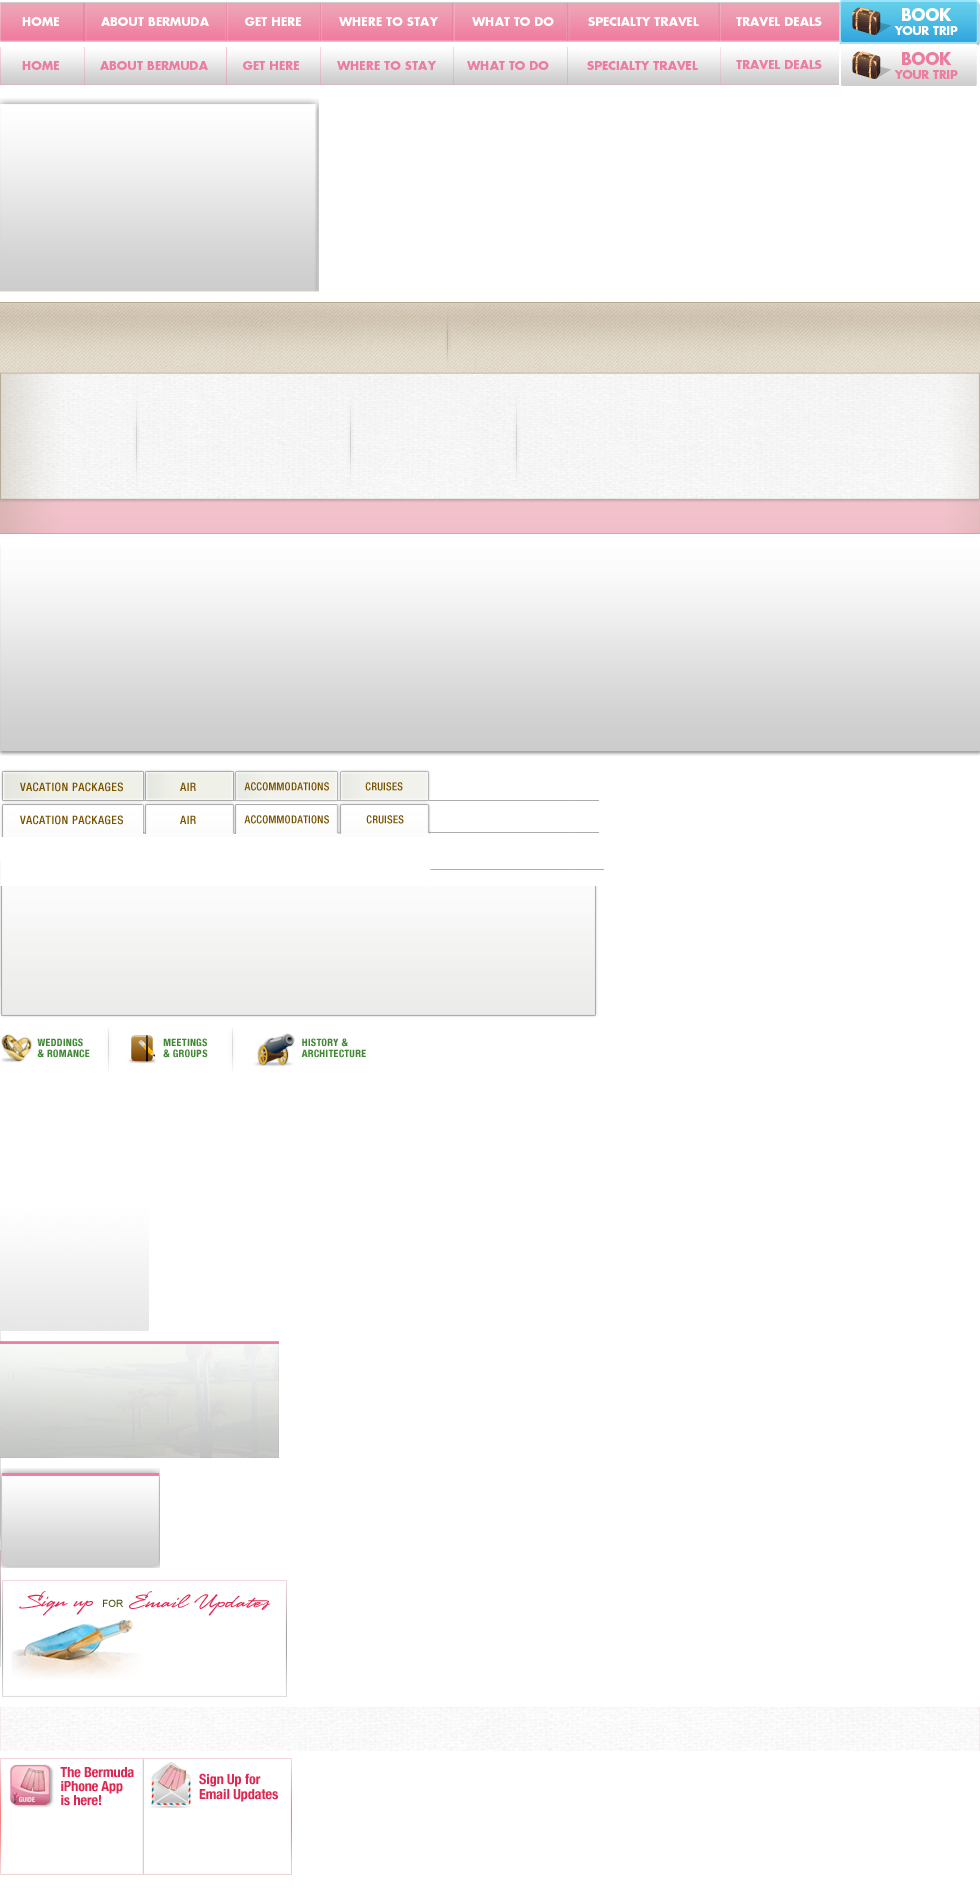 HOME ABOUT BERMUDA GET HERE WHERE TO STAY WHAT TO DO SPECIALTY TRAVEL TRAVEL DEALS BOOK
YOUR TRIP
HOME ABOUT BERMUDA GET HERE WHERE TO STAY WHAT TO DO SPECIALTY TRAVEL TRAVEL DEALS BOOK
YOUR TRIP
VACATION PACKAGES AIR ACCOMMODATIONS CRUISES
VACATION PACKAGES AIR ACCOMMODATIONS CRUISES
WEDDINGS
& ROMANCE
MEETINGS
& GROUPS
HISTORY &
ARCHITECTURE
Sign up FOR Email Updates
The Bermuda
iPhone App
is here!
GUIDE
Sign Up for
Email Updates